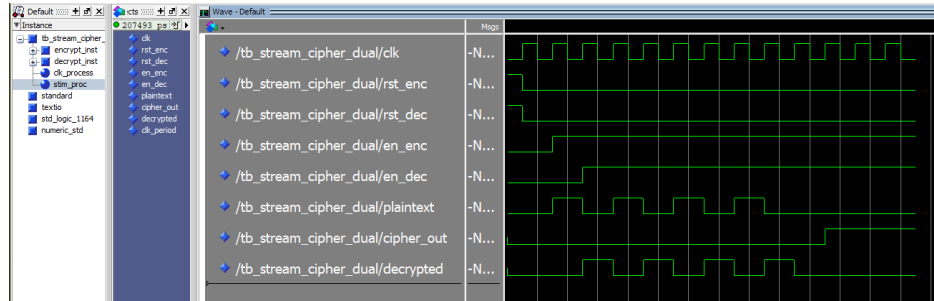 Default
Instance
tb_stream_cipher_
encrypt_inst
decrypt_inst
clk_process
stim_proc
standard
textio
std_logic_1164
numeric_std
cts
207493 ps
clk
rst_enc
rst_dec
en_enc
en_dec
plaintext
cipher_out
decrypted
clk_period
Wave - Default
Msgs
/tb_stream_cipher_dual/clk -N...
/tb_stream_cipher_dual/rst_enc -N...
/tb_stream_cipher_dual/rst_dec -N...
/tb_stream_cipher_dual/en_enc -N...
/tb_stream_cipher_dual/en_dec -N...
/tb_stream_cipher_dual/plaintext -N...
/tb_stream_cipher_dual/cipher_out -N...
/tb_stream_cipher_dual/decrypted -N...